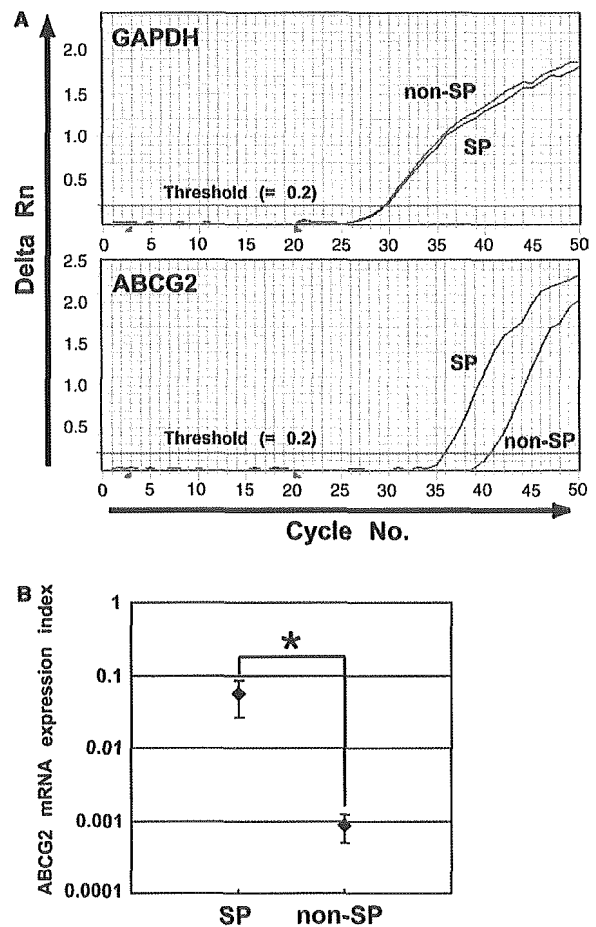 A
GAPDH
2.0
1.5
1.0
0.5
non-SP
SP
Threshold (= 0.2)
0 5 10 15 20 25 30 35 40 45 50
Delta Rn
ABCG2
2.5
2.0
1.5
1.0
0.5
SP
non-SP
Threshold (= 0.2)
0 5 10 15 20 25 30 35 40 45 50
Cycle No.
B
ABCG2 mRNA expression index
1
0.1
0.01
0.001
0.0001
*
SP non-SP